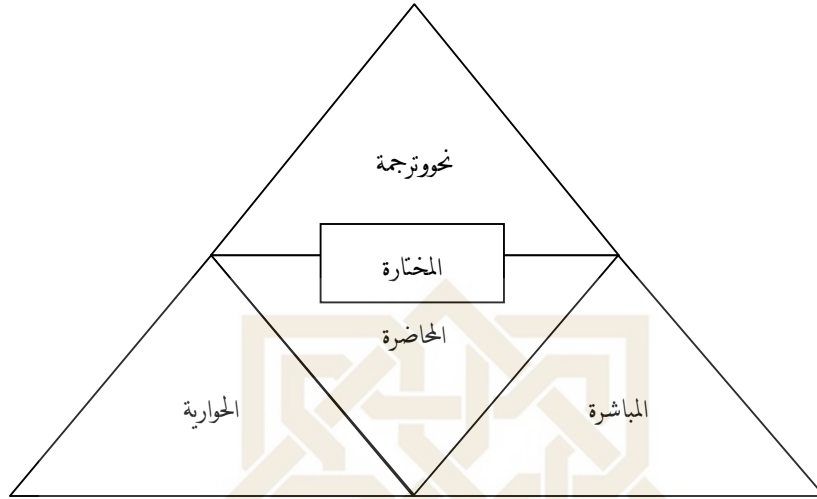 نحووترجمة
المختارة
المحاضرة
المباشرة
الحوارية